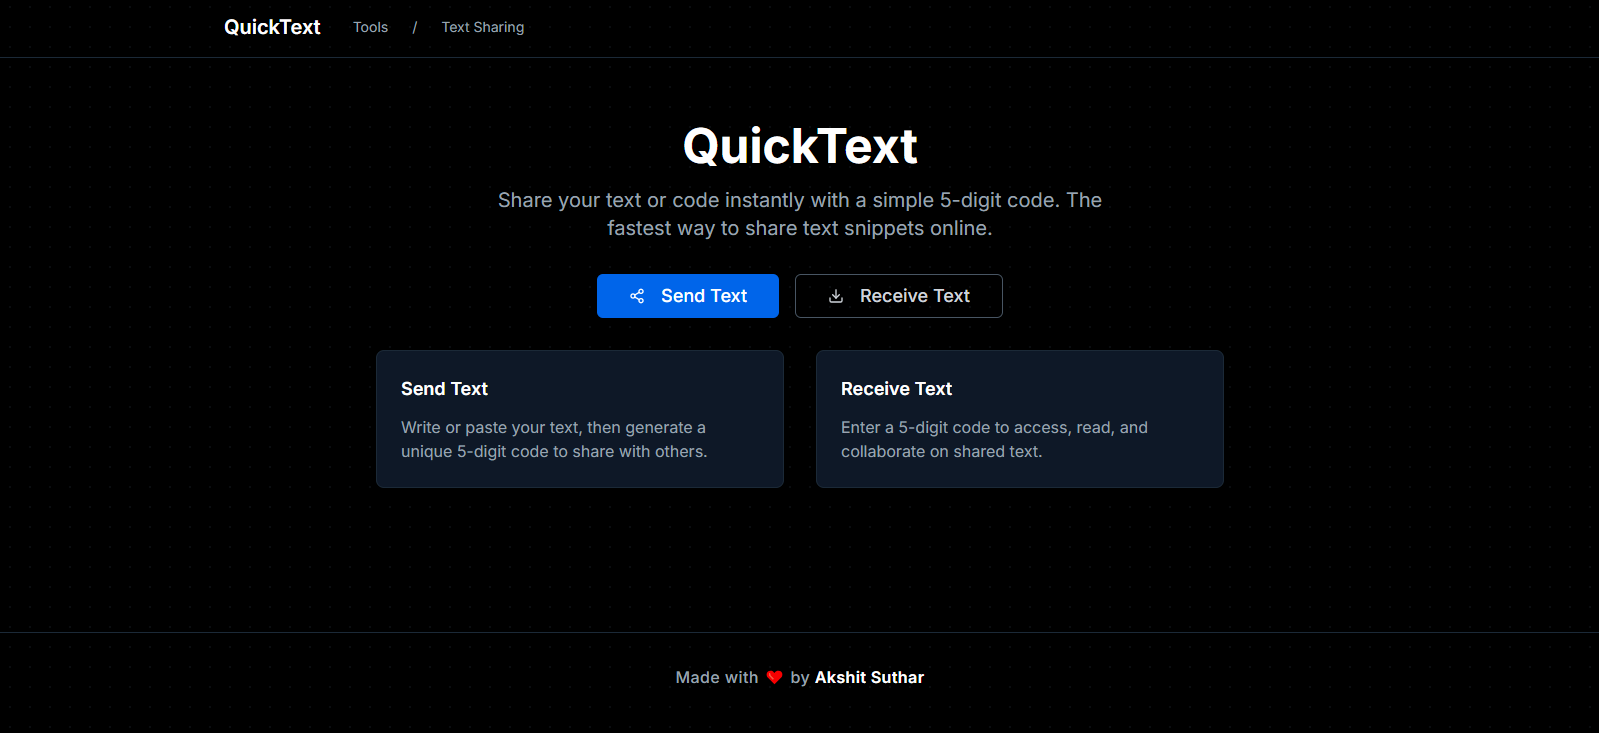 QuickText Tools / Text Sharing
QuickText
Share your text or code instantly with a simple 5-digit code. The
fastest way to share text snippets online.
Send Text
Receive Text
Send Text
Write or paste your text, then generate a
unique 5-digit code to share with others.
Receive Text
Enter a 5-digit code to access, read, and
collaborate on shared text.
Made with ❤️ by Akshit Suthar